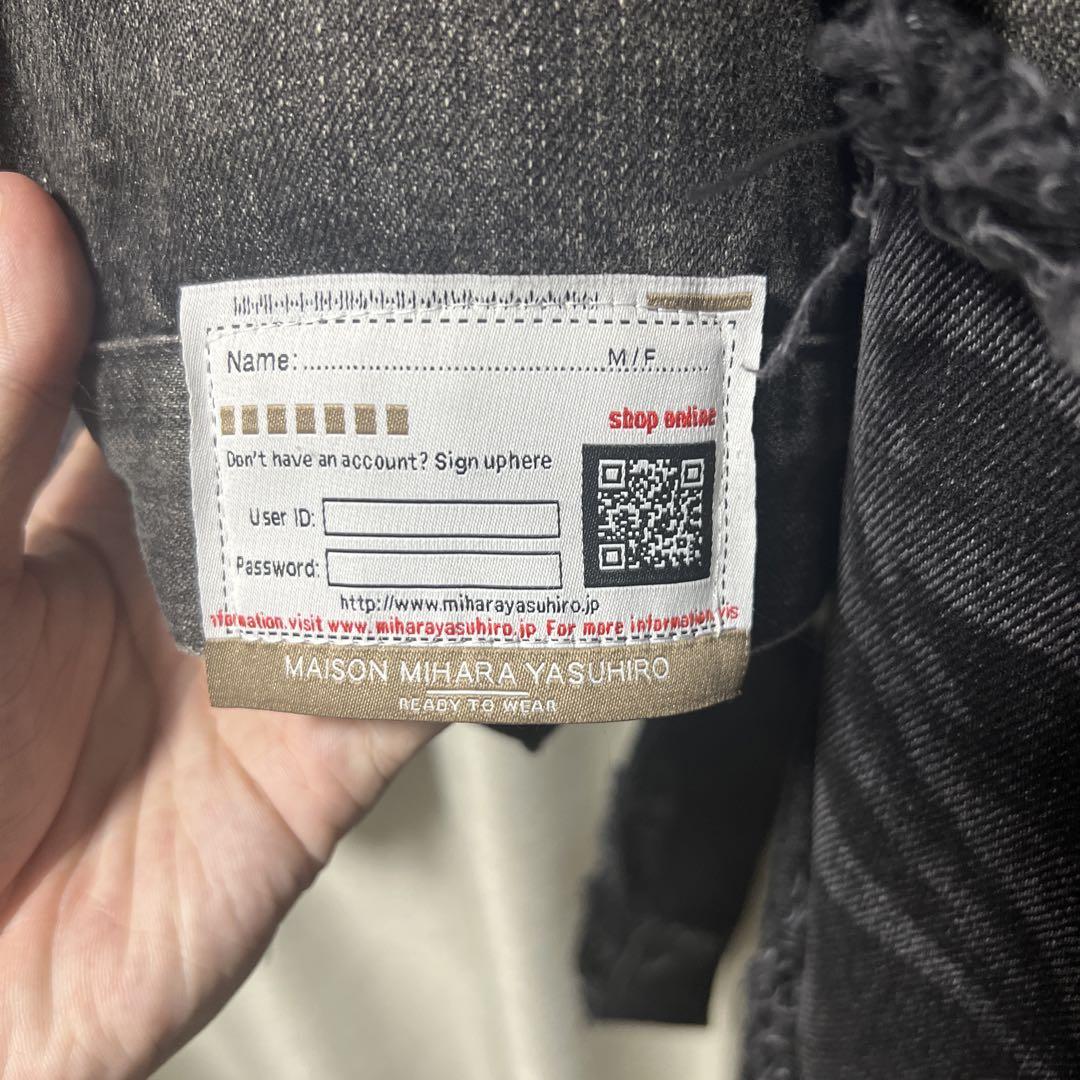 Name:........................................M/F......
shop online
Don't have an account? Sign uphere
User ID:
Password:
http://www.miharayasuhiro.jp
nformation.visit www.miharayasuhiro.jp For more information.vis
MAISON MIHARA YASUHIRO
READY TO WEAR